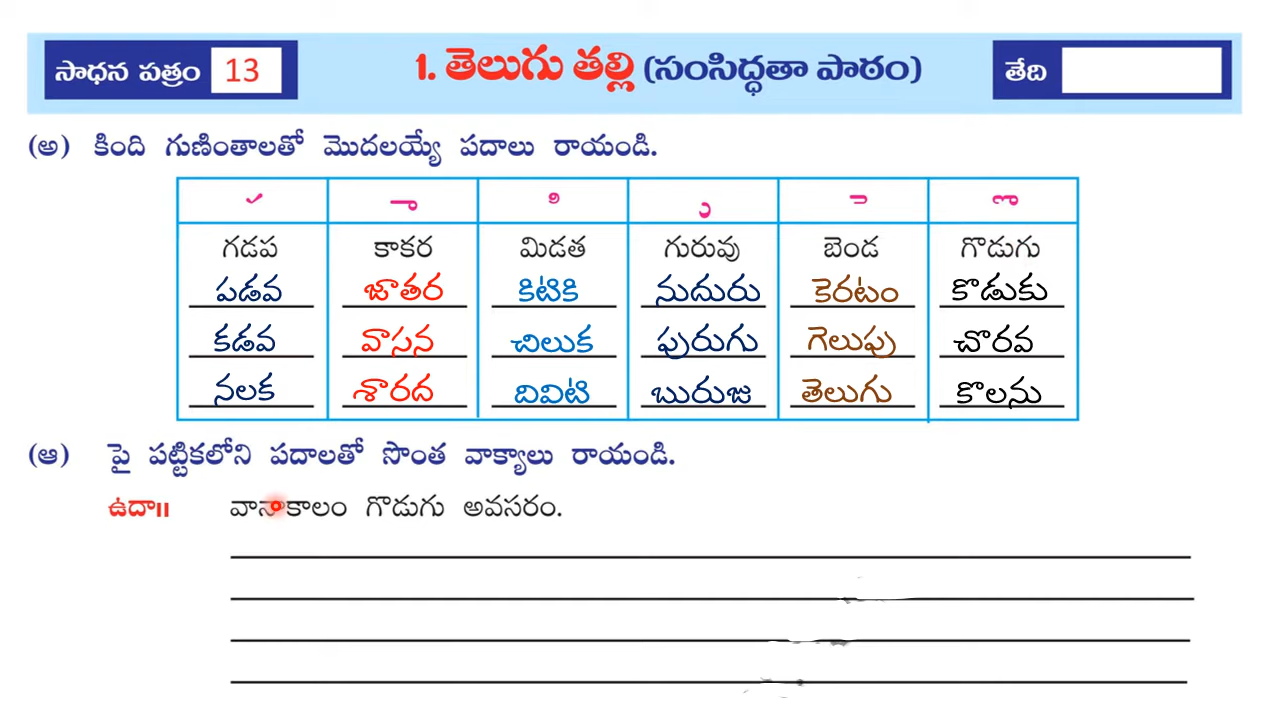 సాధన పత్రం 13 1. తెలుగు తల్లి (సంసిద్ధతా పాఠం) తేది
(అ) కింది గుణింతాలతో మొదలయ్యే పదాలు రాయండి.
ా ి ు ె ొ
గడప కాకర మిడత గురువు బెండ గొడుగు
పడవ జాతర కిటికి నుదురు కెరటం కొడుకు
కడవ వాసన చిలుక పురుగు గెలుపు చొరవ
నలక శారద దివిటి బురుజు తెలుగు కొలను
(ఆ) పై పట్టికలోని పదాలతో సొంత వాక్యాలు రాయండి.
ఉదా॥ వానాకాలం గొడుగు అవసరం.